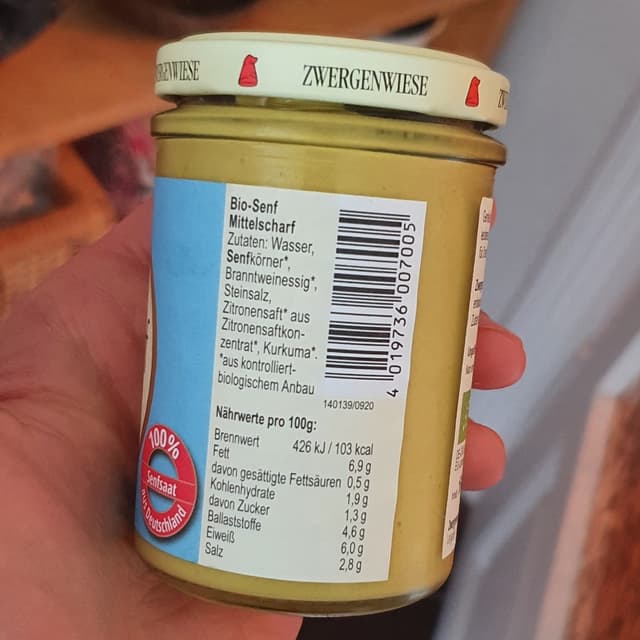 ZWERGENWIESE
Bio-Senf
Mittelscharf
Zutaten: Wasser,
Senfkörner*,
Branntweinessig*,
Steinsalz,
Zitronensaft* aus
Zitronensaftkon-
zentrat*, Kurkuma*.
*aus kontrolliert-
biologischem Anbau
4 019736 007005
140139/0920
Nährwerte pro 100g:
Brennwert 426 kJ / 103 kcal
Fett 6,9 g
davon gesättigte Fettsäuren 0,5 g
Kohlenhydrate 1,9 g
davon Zucker 1,3 g
Ballaststoffe 4,6 g
Eiweiß 6,0 g
Salz 2,8 g
100%
Senfsaat
aus Deutschland